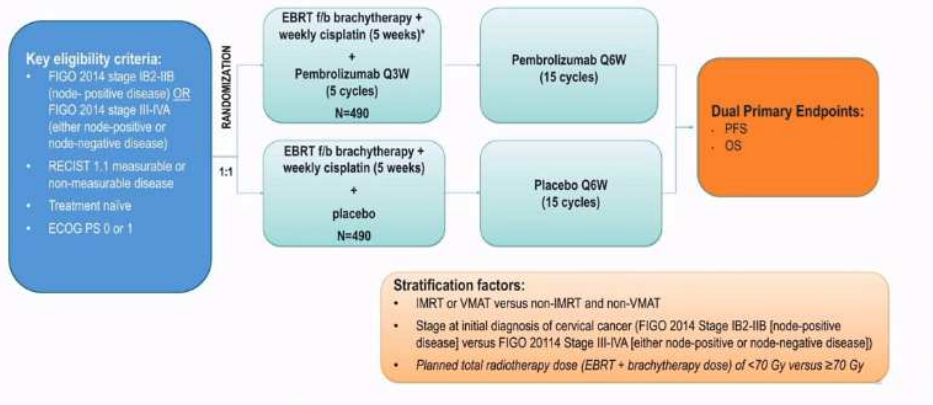 Key eligibility criteria:
• FIGO 2014 stage IB2-IIB
(node- positive disease) OR
FIGO 2014 stage III-IVA
(either node-positive or
node-negative disease)
• RECIST 1.1 measurable or
non-measurable disease
• Treatment naïve
• ECOG PS 0 or 1
RANDOMIZATION
1:1
EBRT f/b brachytherapy +
weekly cisplatin (5 weeks)*
+
Pembrolizumab Q3W
(5 cycles)
N=490
Pembrolizumab Q6W
(15 cycles)
EBRT f/b brachytherapy +
weekly cisplatin (5 weeks)
+
placebo
N=490
Placebo Q6W
(15 cycles)
Dual Primary Endpoints:
- PFS
- OS
Stratification factors:
• IMRT or VMAT versus non-IMRT and non-VMAT
• Stage at initial diagnosis of cervical cancer (FIGO 2014 Stage IB2-IIB [node-positive
disease] versus FIGO 20114 Stage III-IVA [either node-positive or node-negative disease])
• Planned total radiotherapy dose (EBRT + brachytherapy dose) of <70 Gy versus ≥70 Gy